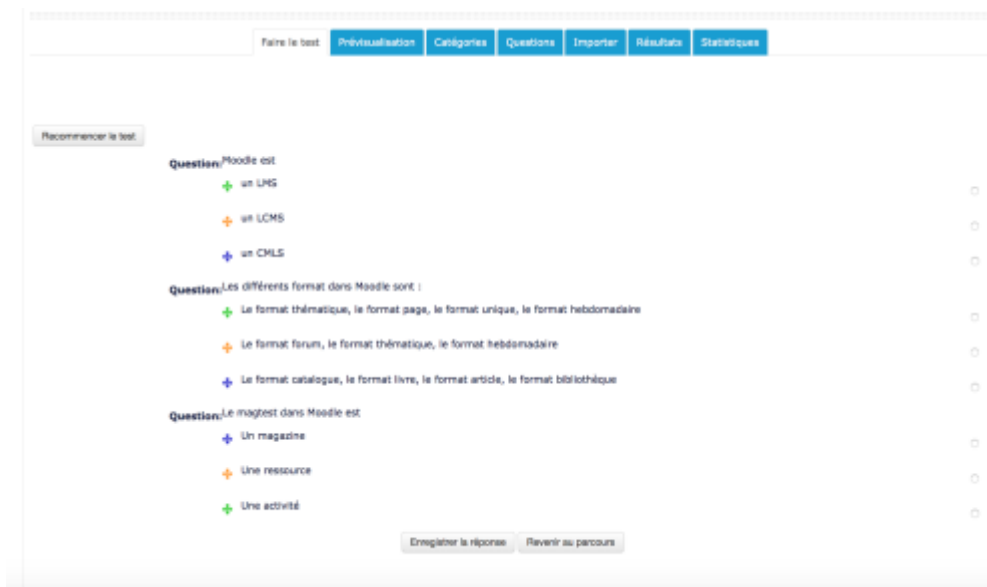 Faire le test Prévisualisation Catégories Questions Importer Résultats Statistiques
Recommencer le test
Question: Moodle est
un LMS
un LCMS
un CMLS
Question: Les différents format dans Moodle sont :
Le format thématique, le format page, le format unique, le format hebdomadaire
Le format forum, le format thématique, le format hebdomadaire
Le format catalogue, le format livre, le format article, le format bibliothèque
Question: Le magtest dans Moodle est
Un magazine
Une ressource
Une activité
Enregistrer la réponse Revenir au parcours